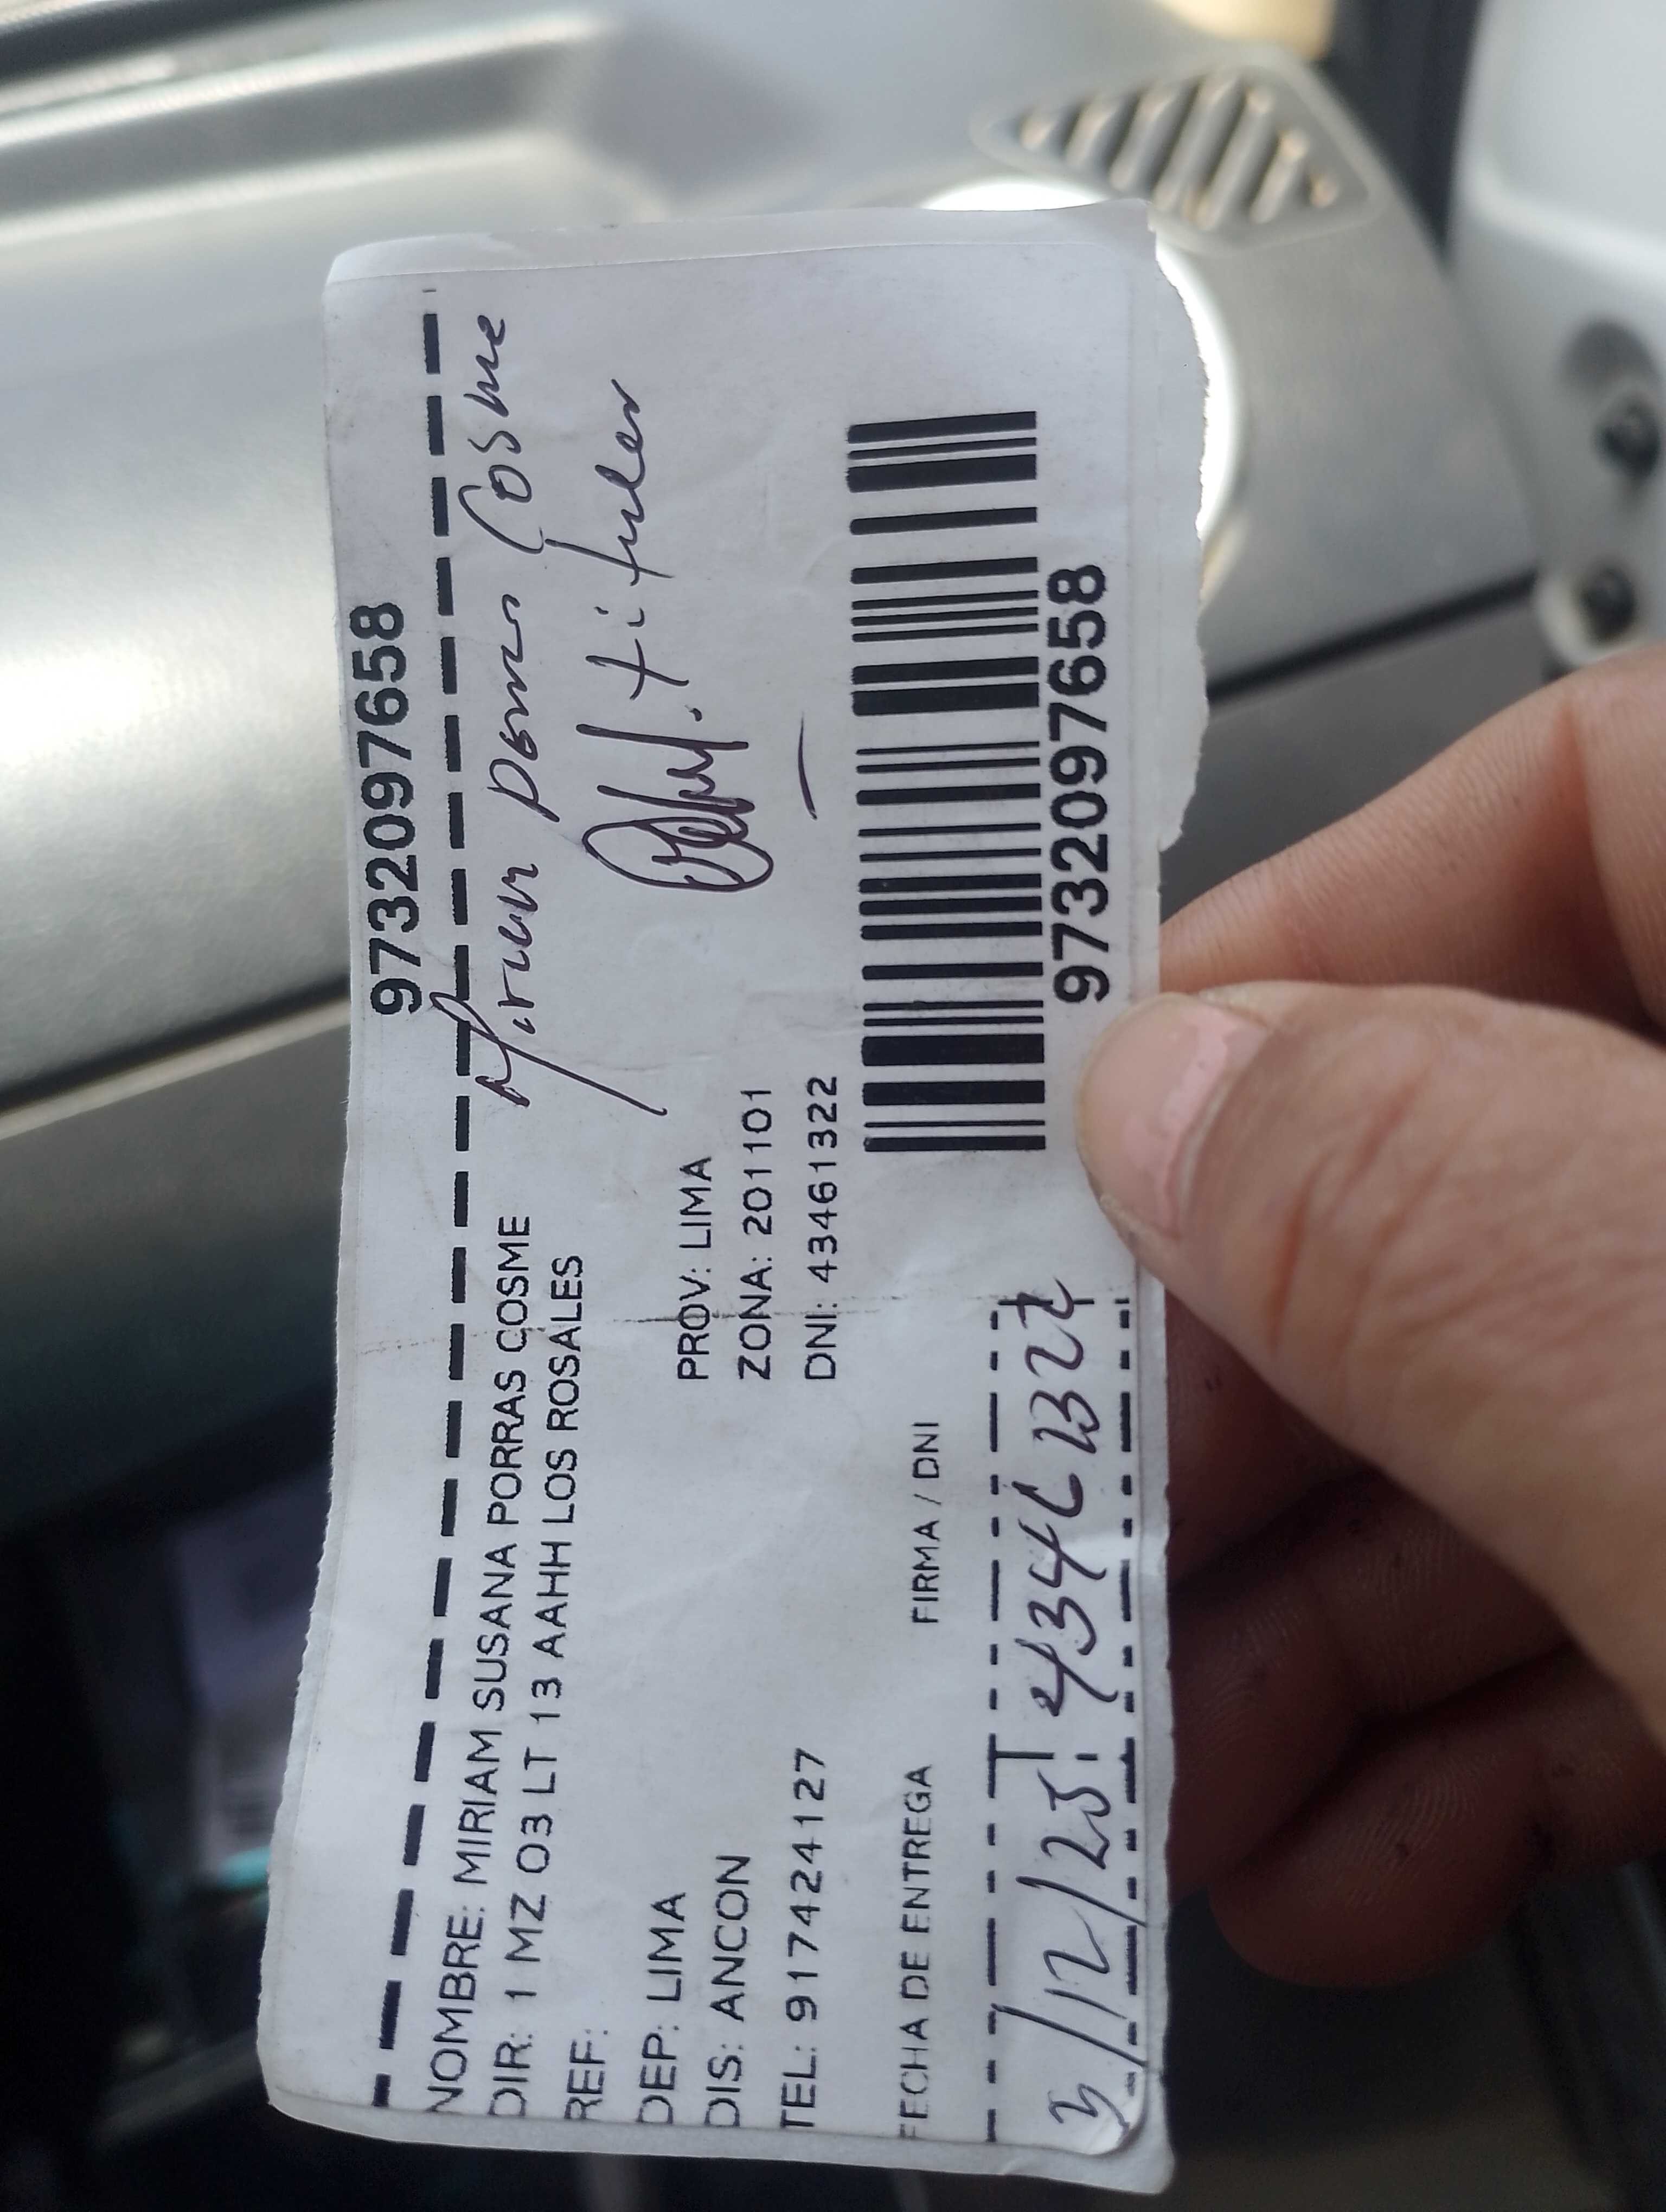 9732097658
NOMBRE: MIRIAM SUSANA PORRAS COSME
DIR: 1 MZ O3 LT 13 AAHH LOS ROSALES
REF:
Cosme
titular
DEP: LIMA PROV: LIMA
DIS: ANCON ZONA: 201101
TEL: 917424127 DNI: 43461322
FECHA DE ENTREGA FIRMA / DNI
3/12/25 43461322
9732097658